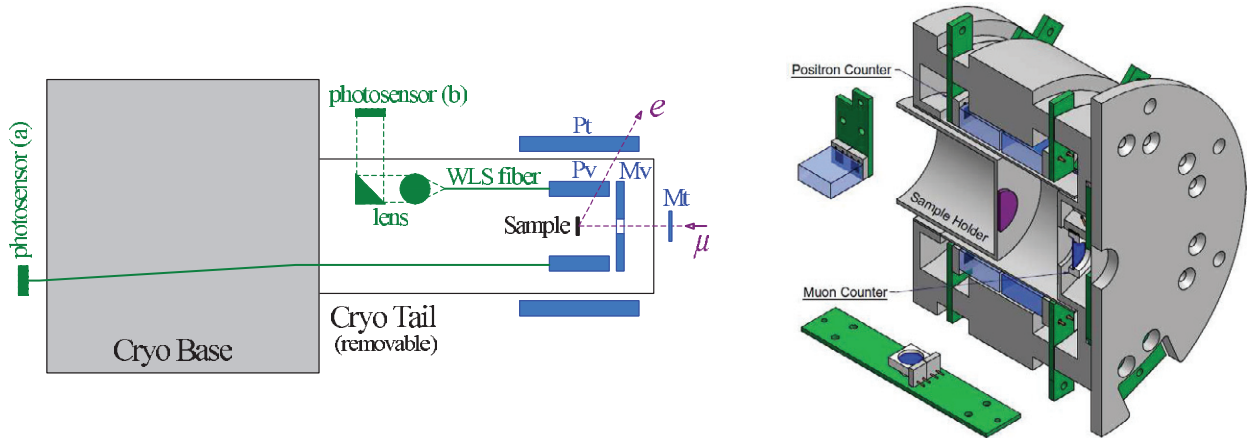 photosensor (b)
photosensor (a)
e
Pt
Pv
Mv
WLS fiber
Mt
lens
Sample
μ
Cryo Tail
(removable)
Cryo Base
Positron Counter
Sample Holder
Muon Counter